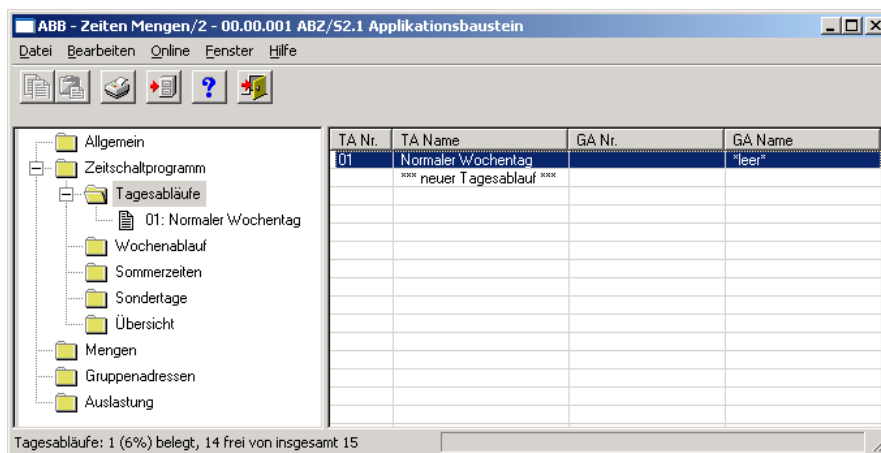 ABB - Zeiten Mengen/2 - 00.00.001 ABZ/S2.1 Applikationsbaustein
Datei Bearbeiten Online Fenster Hilfe
?
Allgemein
Zeitschaltprogramm
Tagesabläufe
01: Normaler Wochentag
Wochenablauf
Sommerzeiten
Sondertage
Übersicht
Mengen
Gruppenadressen
Auslastung
TA Nr. TA Name GA Nr. GA Name
01 Normaler Wochentag *leer*
*** neuer Tagesablauf ***
Tagesabläufe: 1 (6%) belegt, 14 frei von insgesamt 15